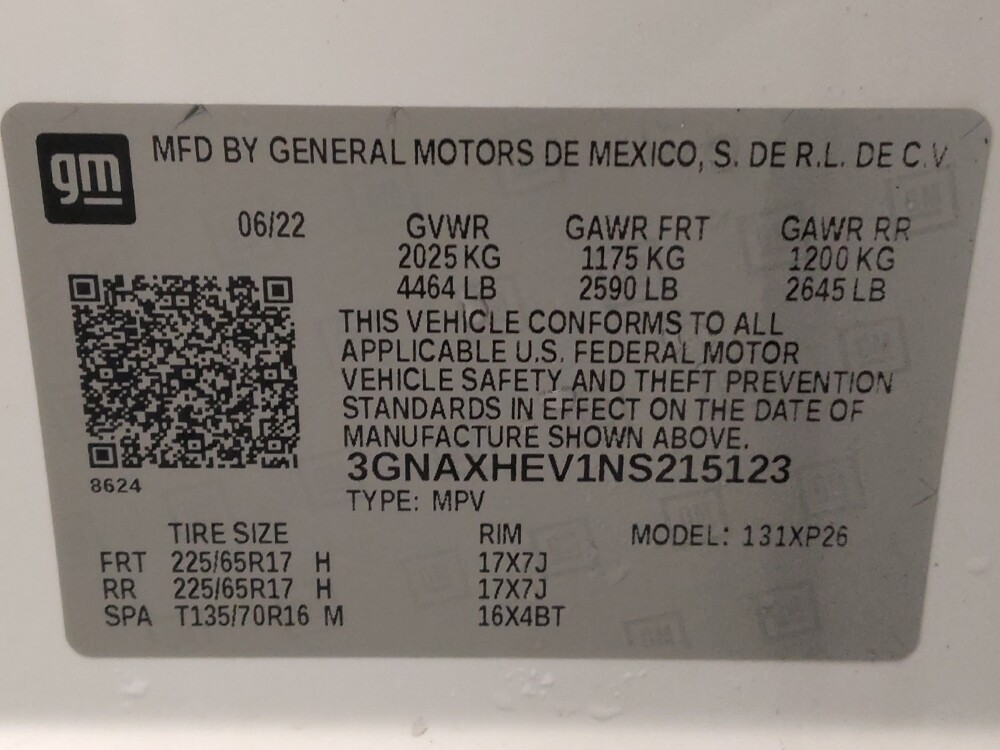 gm
MFD BY GENERAL MOTORS DE MEXICO, S. DE R.L. DE C.V.
06/22 GVWR GAWR FRT GAWR RR
2025 KG 1175 KG 1200 KG
4464 LB 2590 LB 2645 LB
THIS VEHICLE CONFORMS TO ALL
APPLICABLE U.S. FEDERAL MOTOR
VEHICLE SAFETY AND THEFT PREVENTION
STANDARDS IN EFFECT ON THE DATE OF
MANUFACTURE SHOWN ABOVE.
3GNAXHEV1NS215123
8624
TYPE: MPV
TIRE SIZE RIM MODEL: 131XP26
FRT 225/65R17 H 17X7J
RR 225/65R17 H 17X7J
SPA T135/70R16 M 16X4BT